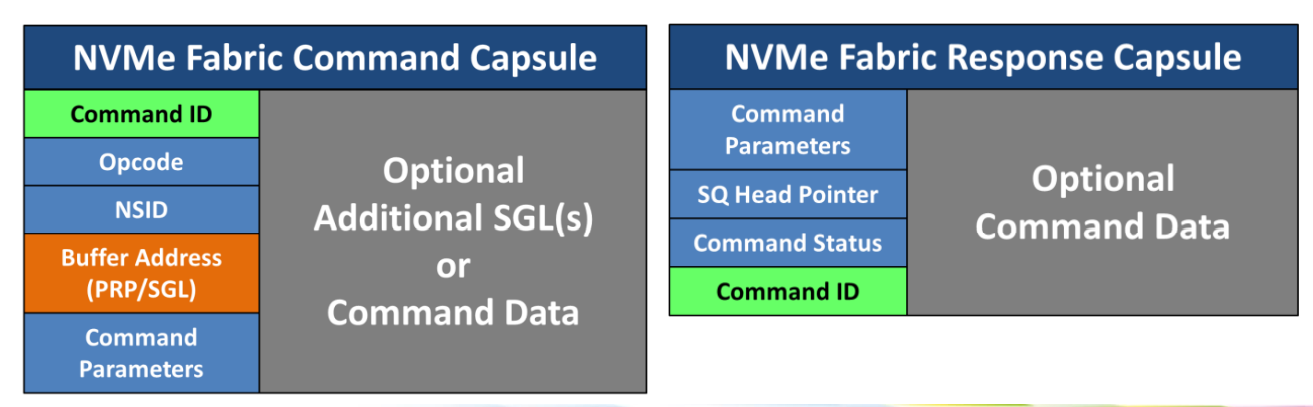 NVMe Fabric Command Capsule
Command ID
Opcode
NSID
Buffer Address
(PRP/SGL)
Command
Parameters
Optional
Additional SGL(s)
or
Command Data
NVMe Fabric Response Capsule
Command
Parameters
SQ Head Pointer
Command Status
Command ID
Optional
Command Data